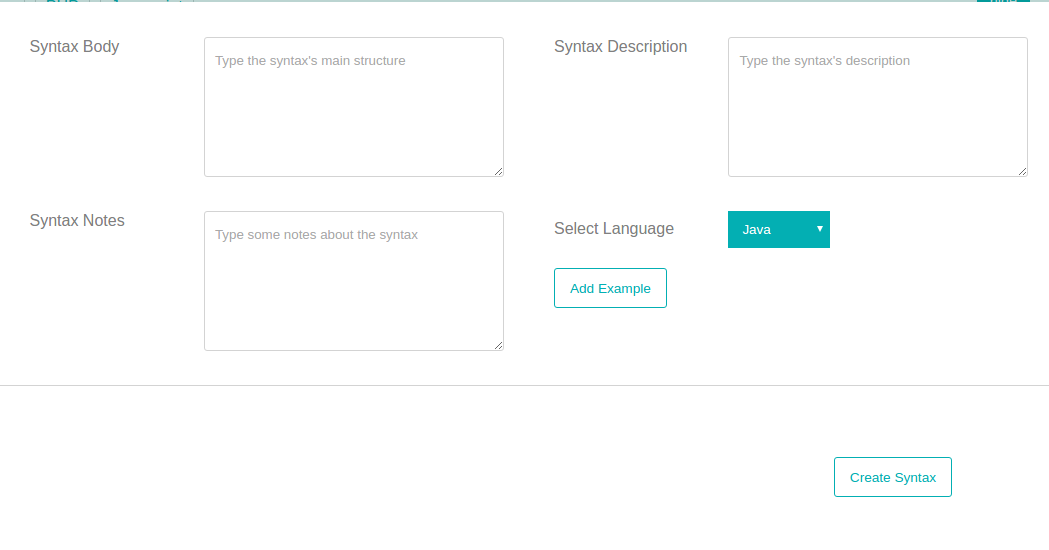 Syntax Body
Type the syntax's main structure
Syntax Description
Type the syntax's description
Syntax Notes
Type some notes about the syntax
Select Language
Java
Add Example
Create Syntax